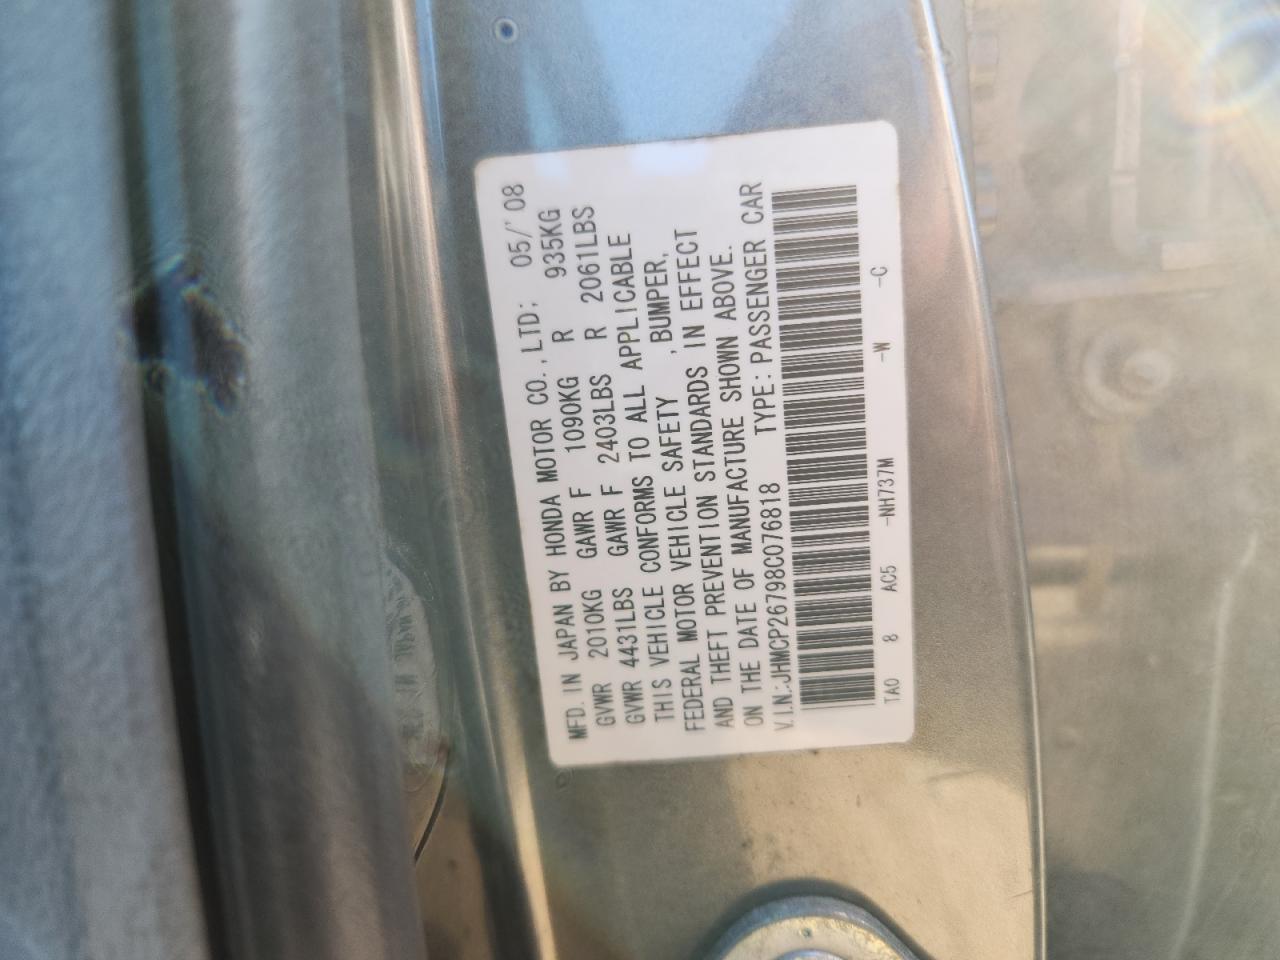 MFD. IN JAPAN BY HONDA MOTOR CO., LTD; 05/'08
GVWR 2010KG GAWR F 1090KG R 935KG
GVWR 4431LBS GAWR F 2403LBS R 2061LBS
THIS VEHICLE CONFORMS TO ALL APPLICABLE
FEDERAL MOTOR VEHICLE SAFETY ,BUMPER,
AND THEFT PREVENTION STANDARDS IN EFFECT
ON THE DATE OF MANUFACTURE SHOWN ABOVE.
V.I.N.:JHMCP26798C076818 TYPE:PASSENGER CAR
TA0 8 AC5 -NH737M -W -C